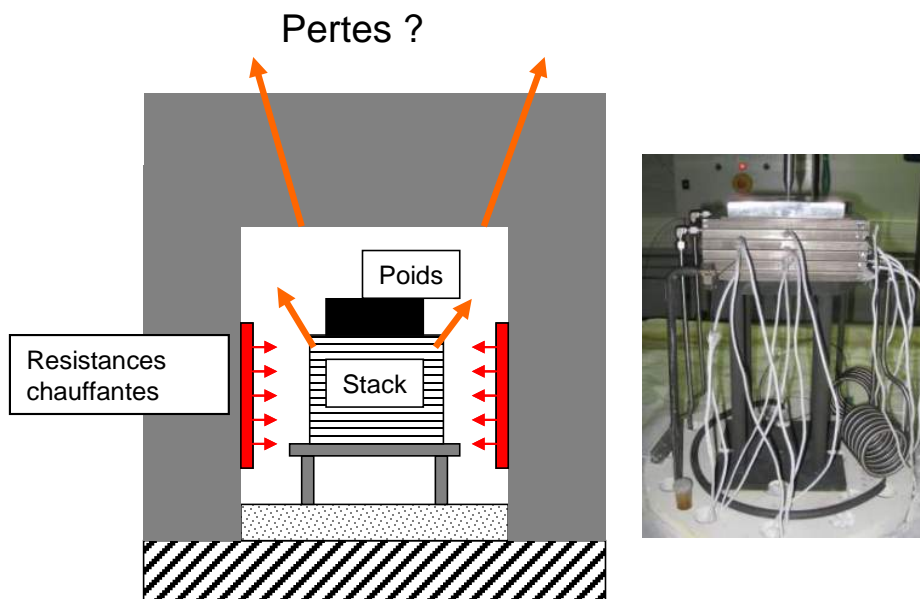 Pertes ?
Poids
Resistances
chauffantes
Stack